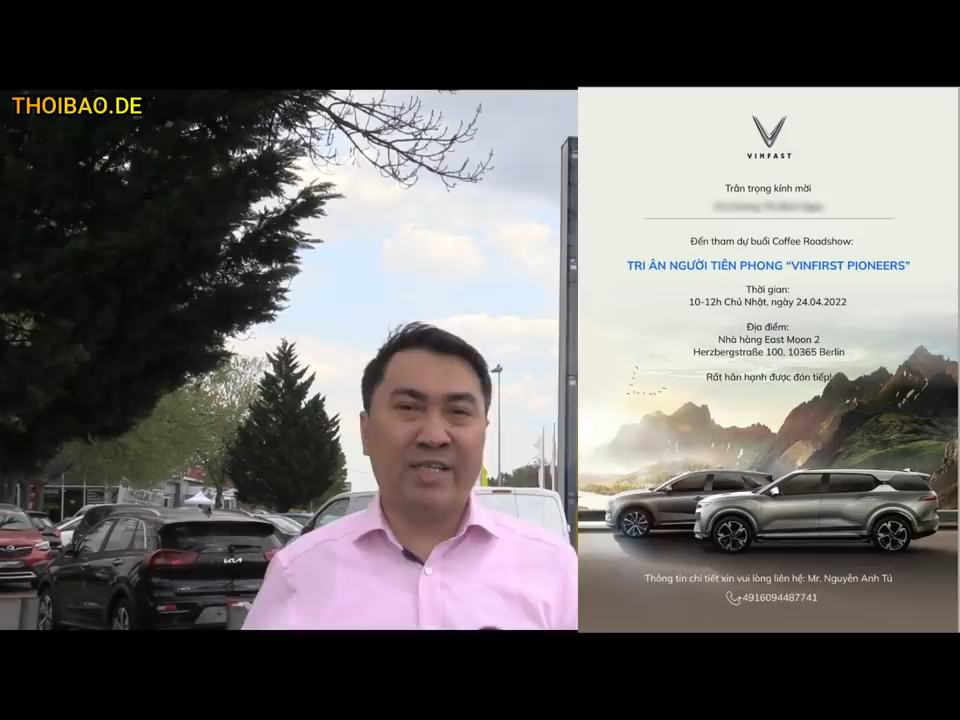 THOIBAO.DE
KIA
VINFAST
Trân trọng kính mời
Đến tham dự buổi Coffee Roadshow:
TRI ÂN NGƯỜI TIÊN PHONG “VINFIRST PIONEERS”
Thời gian:
10-12h Chủ Nhật, ngày 24.04.2022
Địa điểm:
Nhà hàng East Moon 2
Herzbergstraße 100, 10365 Berlin
Rất hân hạnh được đón tiếp!
Thông tin chi tiết xin vui lòng liên hệ: Mr. Nguyễn Anh Tú
+4916094487741